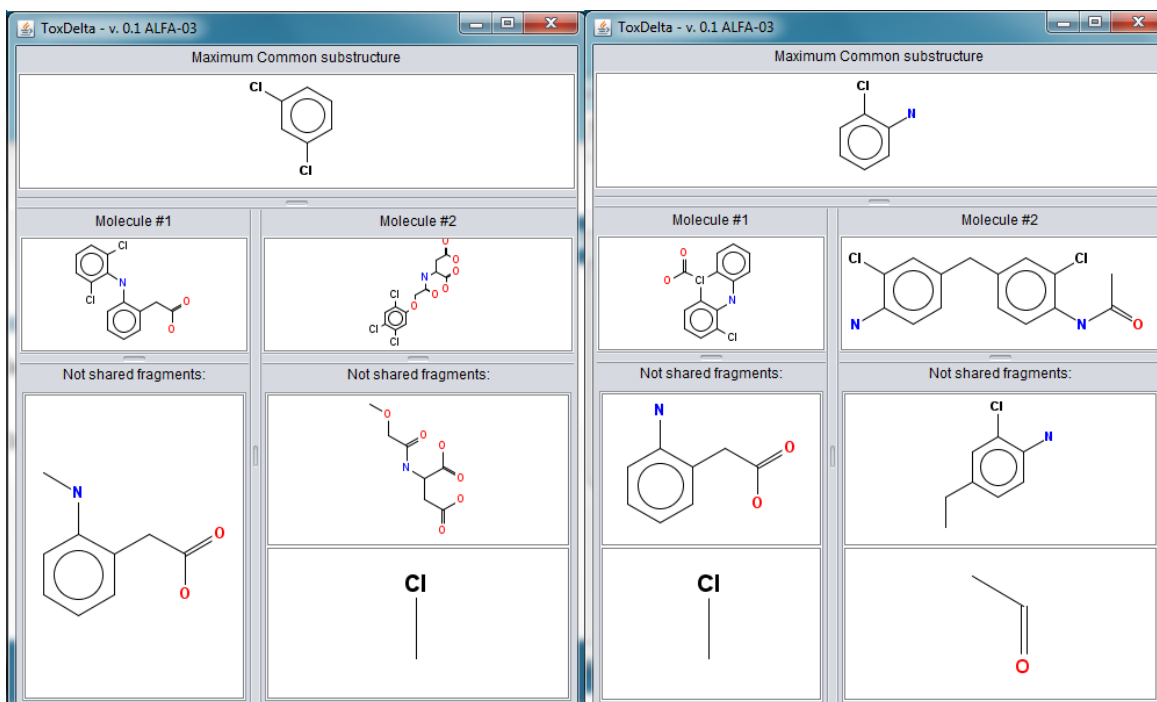 ToxDelta - v. 0.1 ALFA-03
Maximum Common substructure
Cl
Cl
Molecule #1
Cl
N
Cl
O
O
Molecule #2
O
O
O
N
O
O
O
Cl
O
Cl
Cl
Not shared fragments:
N
O
O
Not shared fragments:
O
O
O
N
O
O
O
Cl
ToxDelta - v. 0.1 ALFA-03
Maximum Common substructure
Cl
N
Molecule #1
O
O
Cl
N
Cl
Molecule #2
Cl
Cl
N
N
O
Not shared fragments:
N
O
O
Cl
Not shared fragments:
Cl
N
O